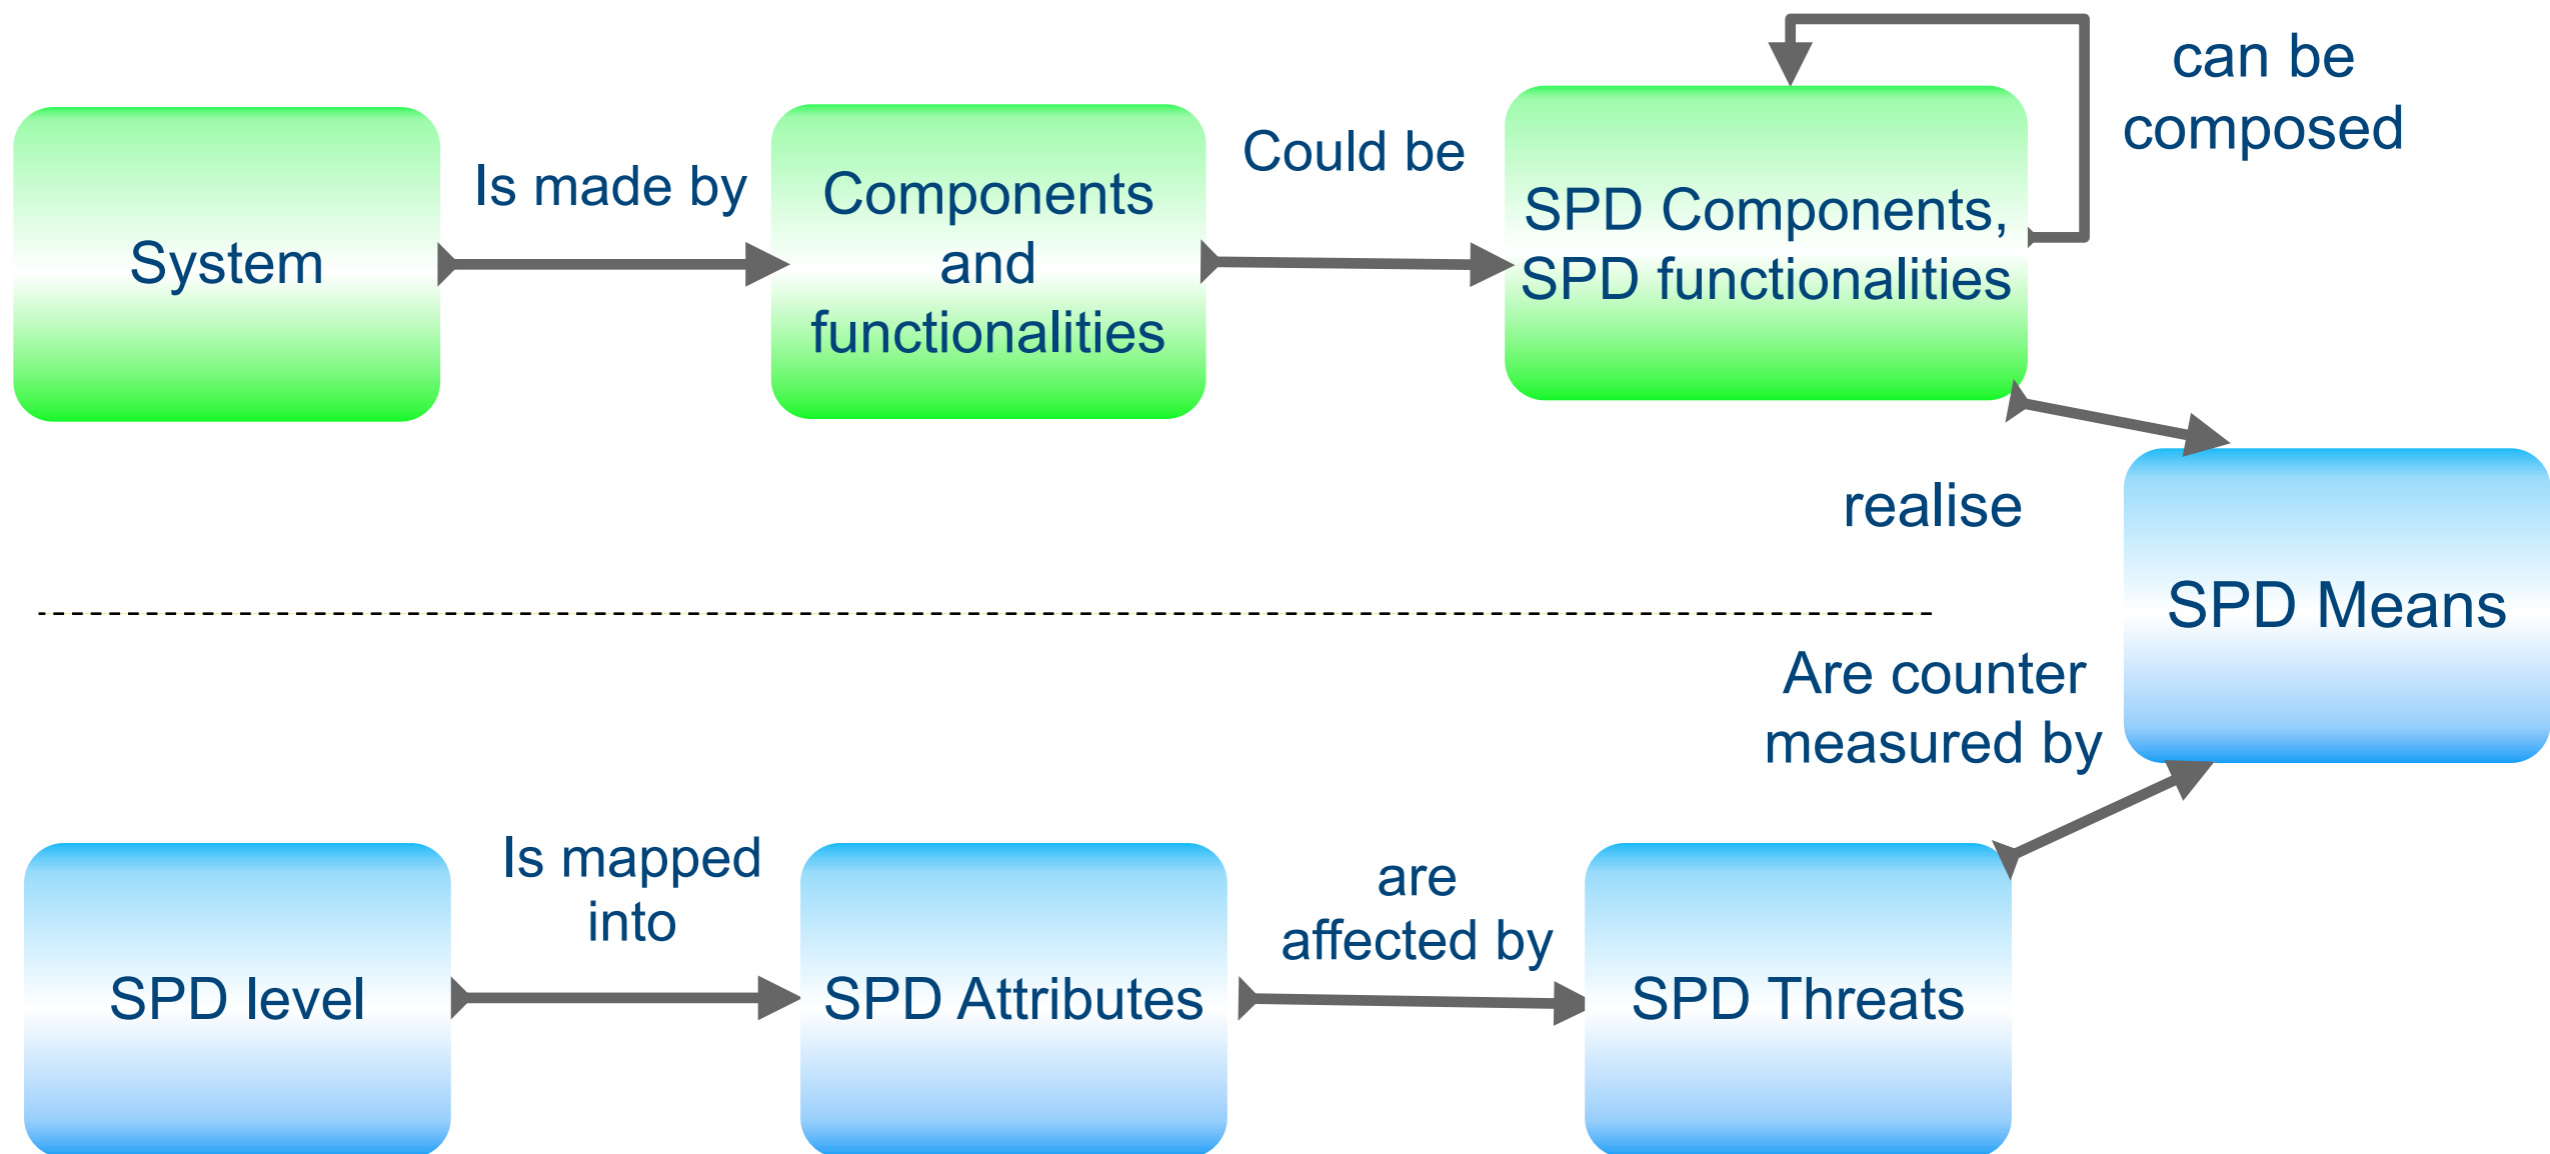 can be
composed
System
Is made by
Components
and
functionalities
Could be
SPD Components,
SPD functionalities
realise
SPD Means
Are counter
measured by
SPD level
Is mapped
into
SPD Attributes
are
affected by
SPD Threats